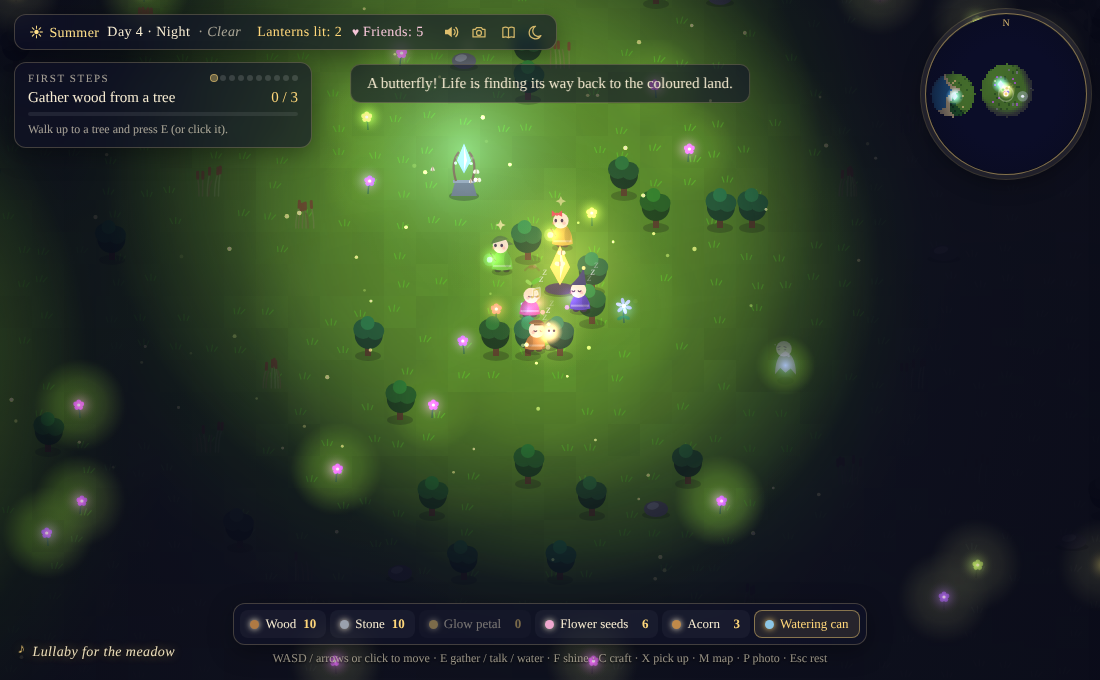 Summer Day 4 · Night · Clear Lanterns lit: 2 ♥ Friends: 5
FIRST STEPS
Gather wood from a tree 0 / 3
Walk up to a tree and press E (or click it).
A butterfly! Life is finding its way back to the coloured land.
N
z
z
z
z
Wood 10 Stone 10 Glow petal 0 Flower seeds 6 Acorn 3 Watering can
♪ Lullaby for the meadow
WASD / arrows or click to move · E gather / talk / water · F shine · C craft · X pick up · M map · P photo · Esc rest